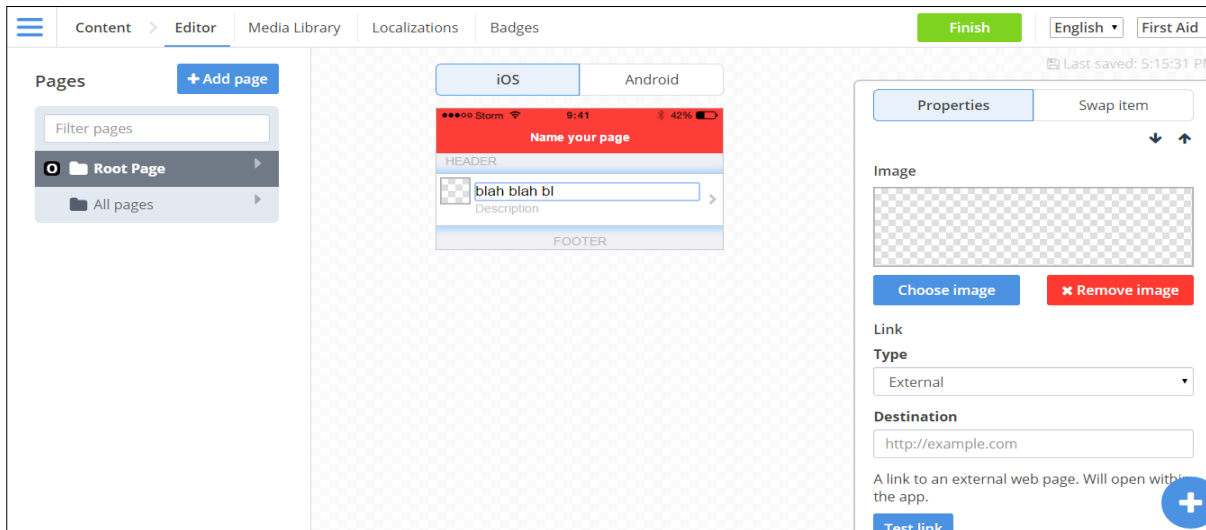 Content > Editor Media Library Localizations Badges Finish English First Aid
Last saved: 5:15:31 PM
Pages + Add page
Filter pages
Root Page
All pages
iOS Android
Storm 9:41 42%
Name your page
HEADER
blah blah bl
Description
FOOTER
Properties Swap item
Image
Choose image
Remove image
Link
Type
External
Destination
http://example.com
A link to an external web page. Will open within
the app.
Test link